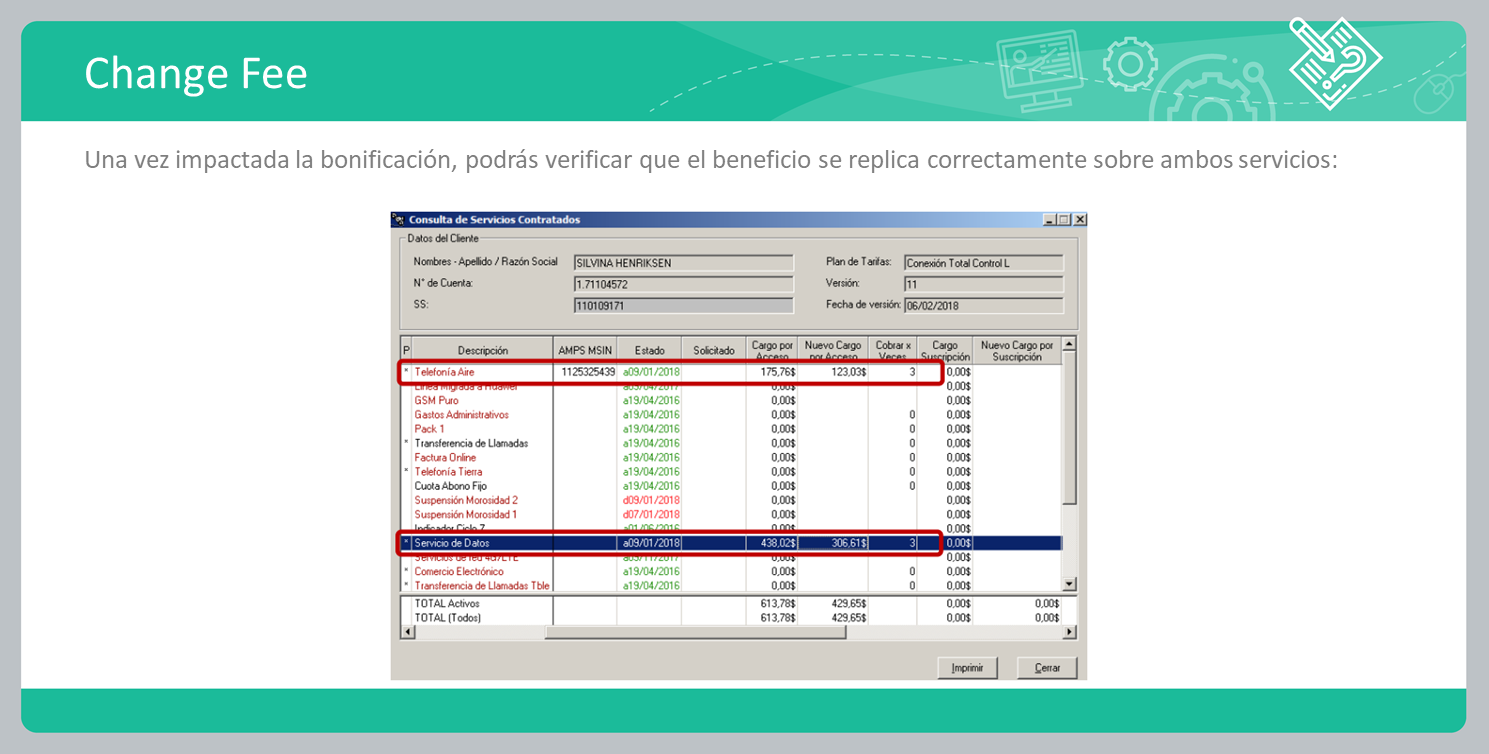 Change Fee
Una vez impactada la bonificación, podrás verificar que el beneficio se replica correctamente sobre ambos servicios:
Consulta de Servicios Contratados
Datos del Cliente
Nombres - Apellido / Razón Social SILVINA HENRIKSEN Plan de Tarifas: Conexión Total Control L
N° de Cuenta: 1.71104572 Versión: 11
SS: 110109171 Fecha de versión: 06/02/2018
P Descripción AMPS MSIN Estado Solicitado Cargo por Acceso Nuevo Cargo por Acceso Cobrar x Veces Cargo Suscripción Nuevo Cargo por Suscripción
* Telefonía Aire 1125325439 a09/01/2018 175,76$ 123,03$ 3 0,00$
Línea Migrada a Huawei a05/04/2017 0,00$ 0,00$
GSM Puro a19/04/2016 0,00$ 0,00$
Gastos Administrativos a19/04/2016 0,00$ 0 0,00$
Pack 1 a19/04/2016 0,00$ 0 0,00$
* Transferencia de Llamadas a19/04/2016 0,00$ 0 0,00$
Factura Online a19/04/2016 0,00$ 0 0,00$
* Telefonía Tierra a19/04/2016 0,00$ 0 0,00$
Cuota Abono Fijo a19/04/2016 0,00$ 0 0,00$
Suspensión Morosidad 2 d09/01/2018 0,00$ 0,00$
Suspensión Morosidad 1 d07/01/2018 0,00$ 0,00$
Indicador Ciclo 7 a01/06/2016 0,00$ 0,00$
* Servicio de Datos a09/01/2018 438,02$ 306,61$ 3 0,00$
Servicios de red 4G/LTE 0,00$ 0,00$
* Comercio Electrónico a19/04/2016 0,00$ 0 0,00$
* Transferencia de Llamadas Tble a19/04/2016 0,00$ 0 0,00$
TOTAL Activos 613,78$ 429,65$ 0,00$ 0,00$
TOTAL (Todos) 613,78$ 429,65$ 0,00$ 0,00$
Imprimir Cerrar